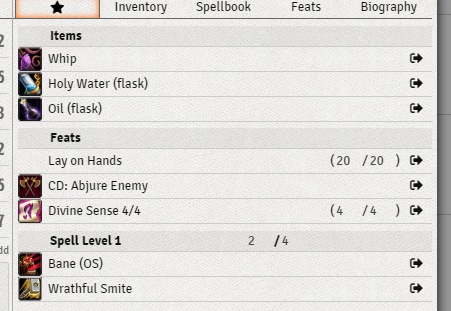 Inventory Spellbook Feats Biography
Items
Whip
Holy Water (flask)
Oil (flask)
Feats
Lay on Hands (20 /20 )
CD: Abjure Enemy
Divine Sense 4/4 (4 /4 )
Spell Level 1 2 /4
Bane (OS)
Wrathful Smite